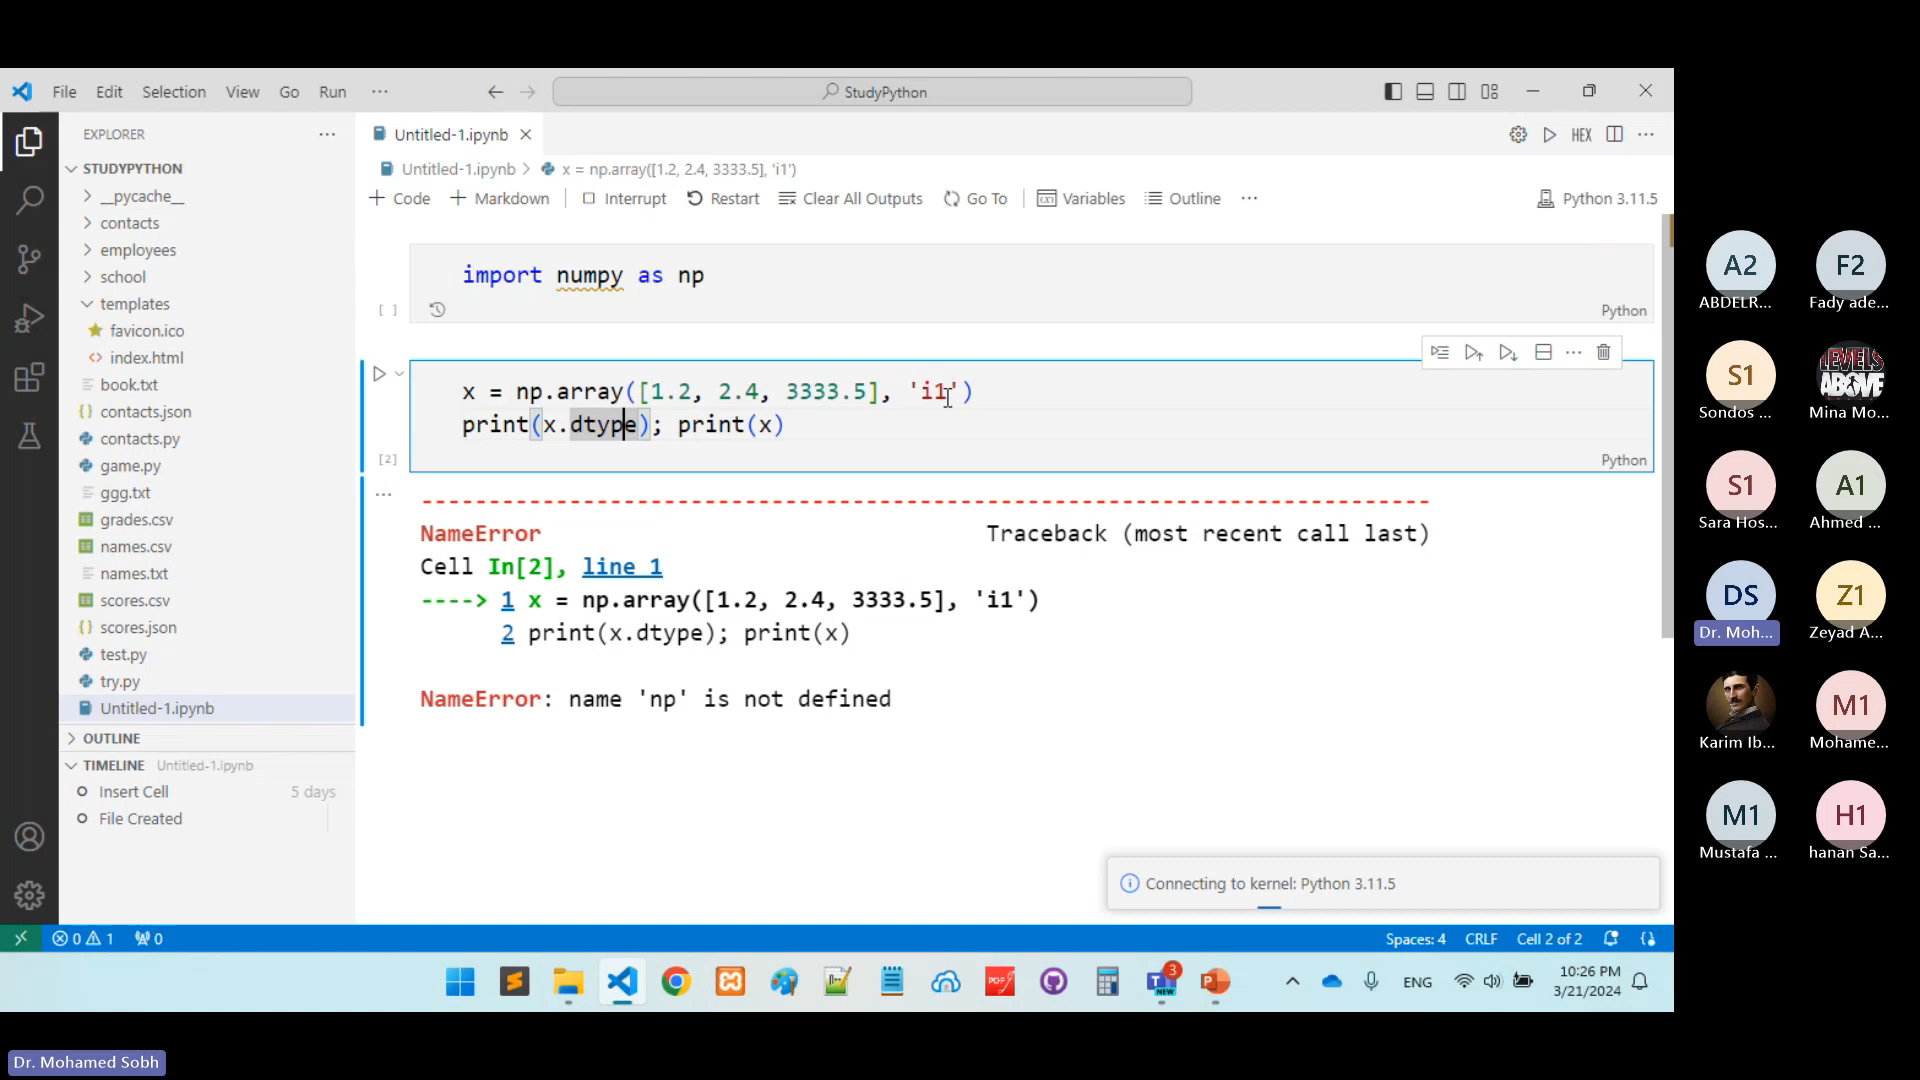 File Edit Selection View Go Run ···
StudyPython
EXPLORER
STUDYPYTHON
__pycache__
contacts
employees
school
templates
favicon.ico
index.html
book.txt
contacts.json
contacts.py
game.py
ggg.txt
grades.csv
names.csv
names.txt
scores.csv
scores.json
test.py
try.py
Untitled-1.ipynb
OUTLINE
TIMELINE Untitled-1.ipynb
Insert Cell 5 days
File Created
Untitled-1.ipynb
HEX
Untitled-1.ipynb > x = np.array([1.2, 2.4, 3333.5], 'i1')
+ Code + Markdown Interrupt Restart Clear All Outputs Go To Variables Outline ··· Python 3.11.5
import numpy as np
[ ]
Python
x = np.array([1.2, 2.4, 3333.5], 'i1')
print(x.dtype); print(x)
[2]
Python
---------------------------------------------------------------------------
NameError Traceback (most recent call last)
Cell In[2], line 1
----> 1 x = np.array([1.2, 2.4, 3333.5], 'i1')
2 print(x.dtype); print(x)
NameError: name 'np' is not defined
Connecting to kernel: Python 3.11.5
0 1 0
Spaces: 4 CRLF Cell 2 of 2
3
NEW
PDF
ENG
10:26 PM
3/21/2024
A2
ABDELR...
F2
Fady ade...
S1
Sondos ...
LEVELS
ABOVE
Mina Mo...
S1
Sara Hos...
A1
Ahmed ...
DS
Dr. Moh...
Z1
Zeyad A...
Karim Ib...
M1
Mohame...
M1
Mustafa ...
H1
hanan Sa...
Dr. Mohamed Sobh